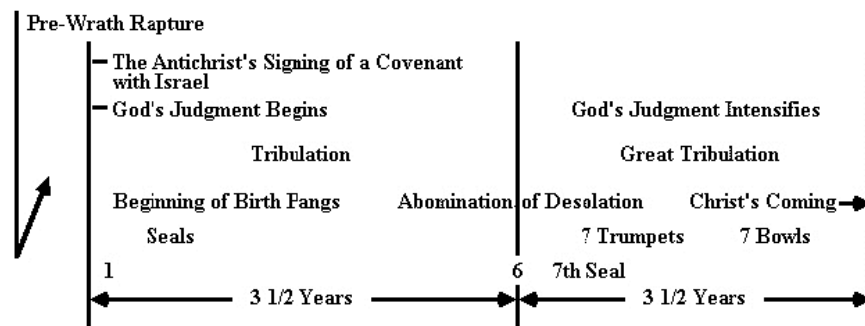 Pre-Wrath Rapture
The Antichrist's Signing of a Covenant
with Israel
God's Judgment Begins
God's Judgment Intensifies
Tribulation
Great Tribulation
Beginning of Birth Pangs
Abomination of Desolation
Christ's Coming
Seals
7 Trumpets
7 Bowls
1
6
7th Seal
3 1/2 Years
3 1/2 Years